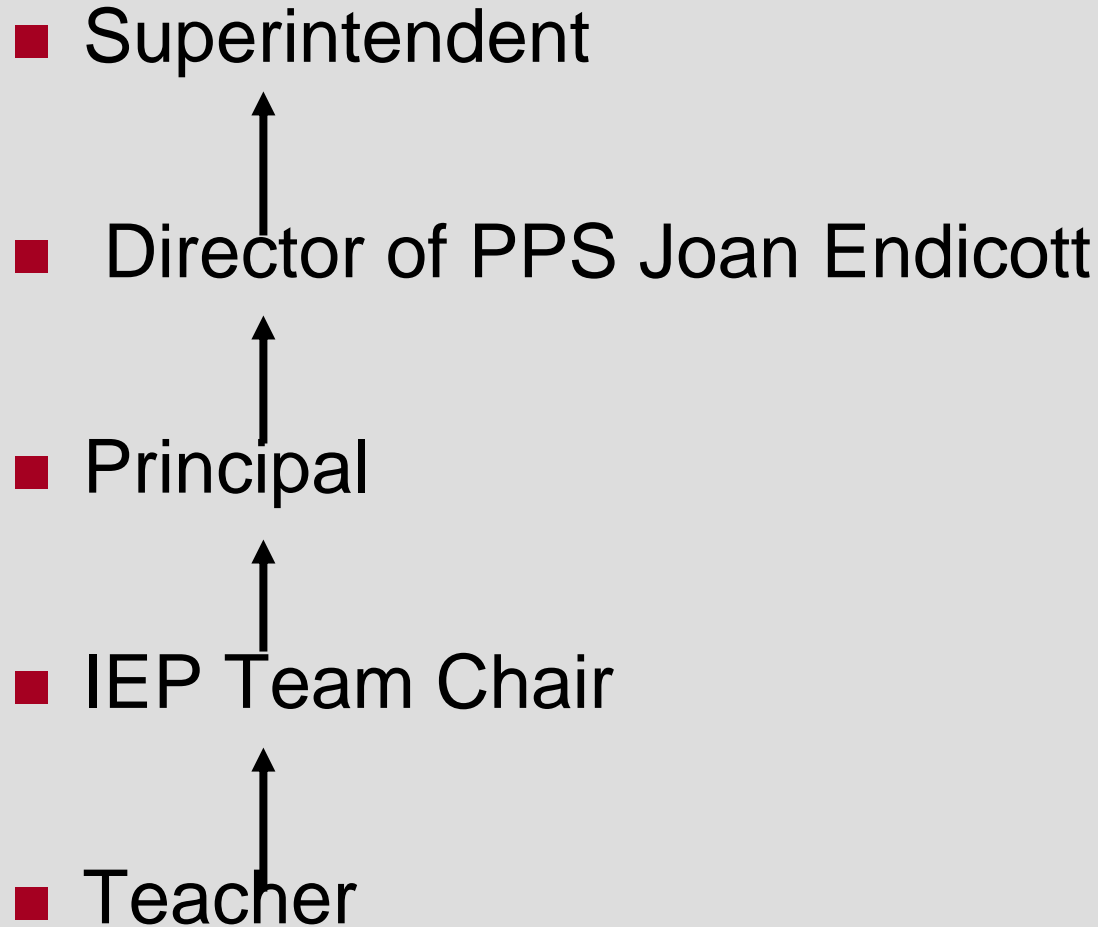 Superintendent
Director of PPS Joan Endicott
Principal
IEP Team Chair
Teacher